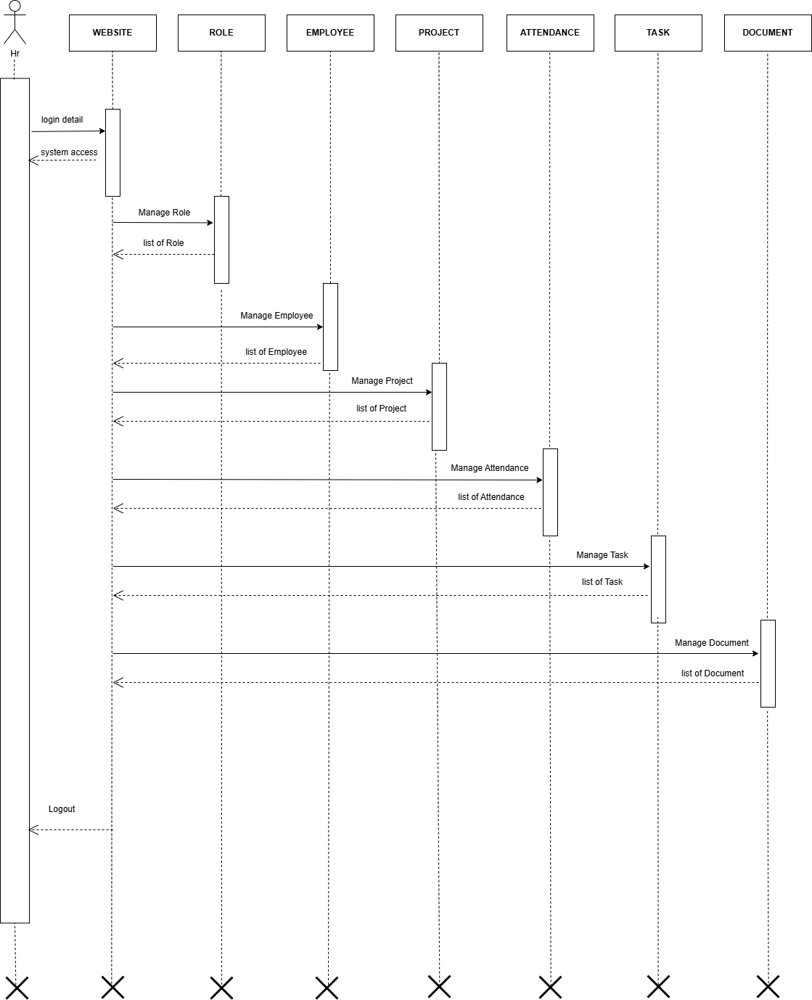 Hr
WEBSITE
ROLE
EMPLOYEE
PROJECT
ATTENDANCE
TASK
DOCUMENT
login detail
system access
Manage Role
list of Role
Manage Employee
list of Employee
Manage Project
list of Project
Manage Attendance
list of Attendance
Manage Task
list of Task
Manage Document
list of Document
Logout